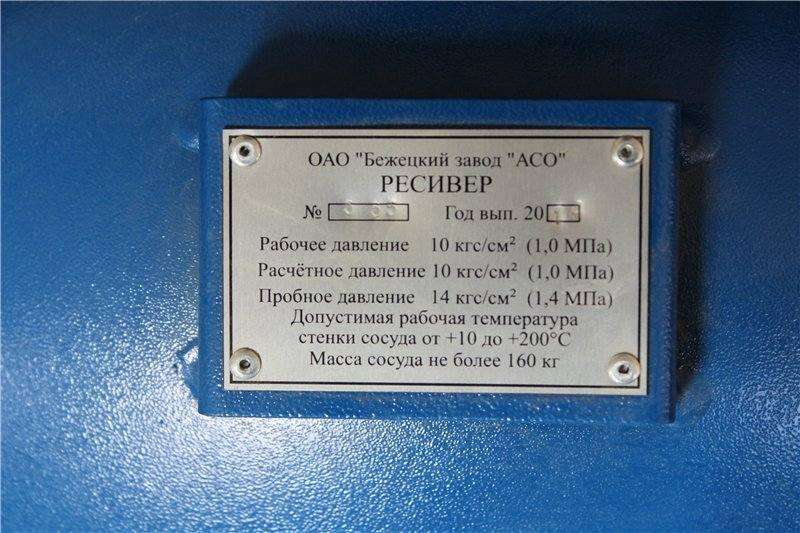 ОАО "Бежецкий завод "АСО"
РЕСИВЕР
№ Год вып. 20
Рабочее давление 10 кгс/см² (1,0 МПа)
Расчётное давление 10 кгс/см² (1,0 МПа)
Пробное давление 14 кгс/см² (1,4 МПа)
Допустимая рабочая температура
стенки сосуда от +10 до +200°С
Масса сосуда не более 160 кг